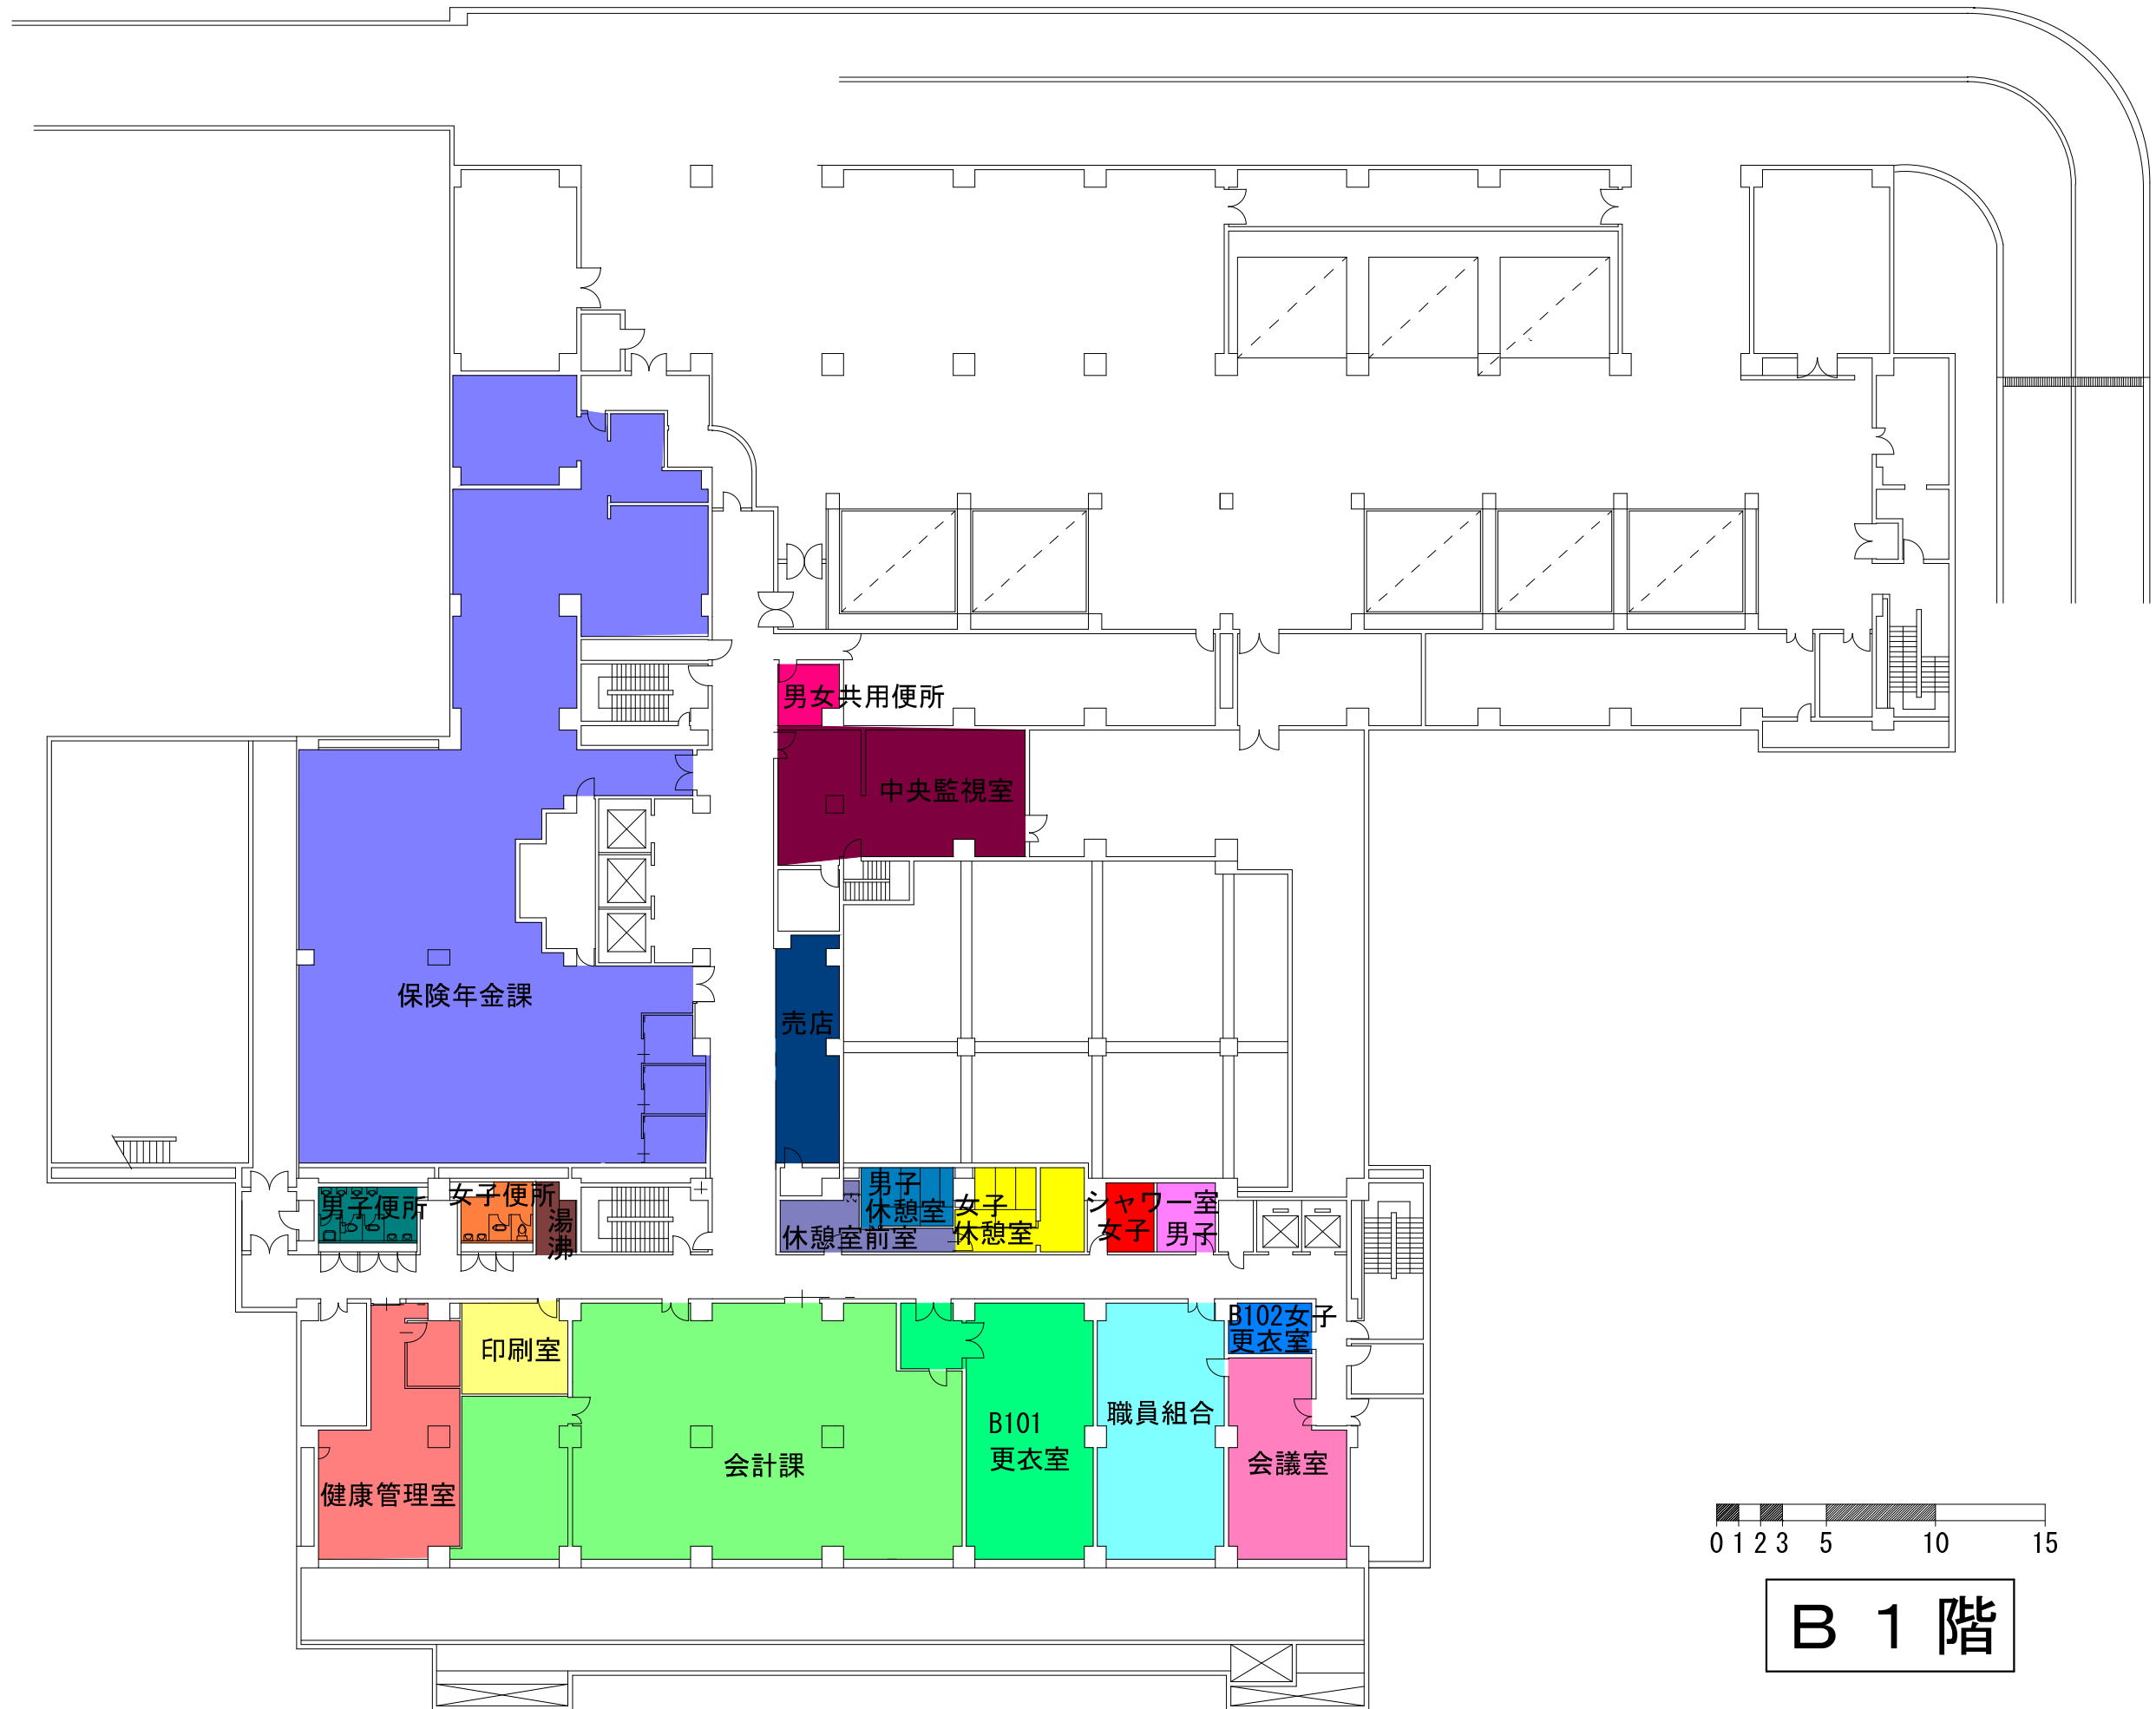 男女共用便所
中央監視室
保険年金課
売店
男子便所
女子便所
湯
沸
男子
休憩室
休憩室前室
女子
休憩室
シャワー室
女子
男子
印刷室
B102女子
更衣室
B101
更衣室
職員組合
会計課
会議室
健康管理室
0 1 2 3 5 10 15
B1階